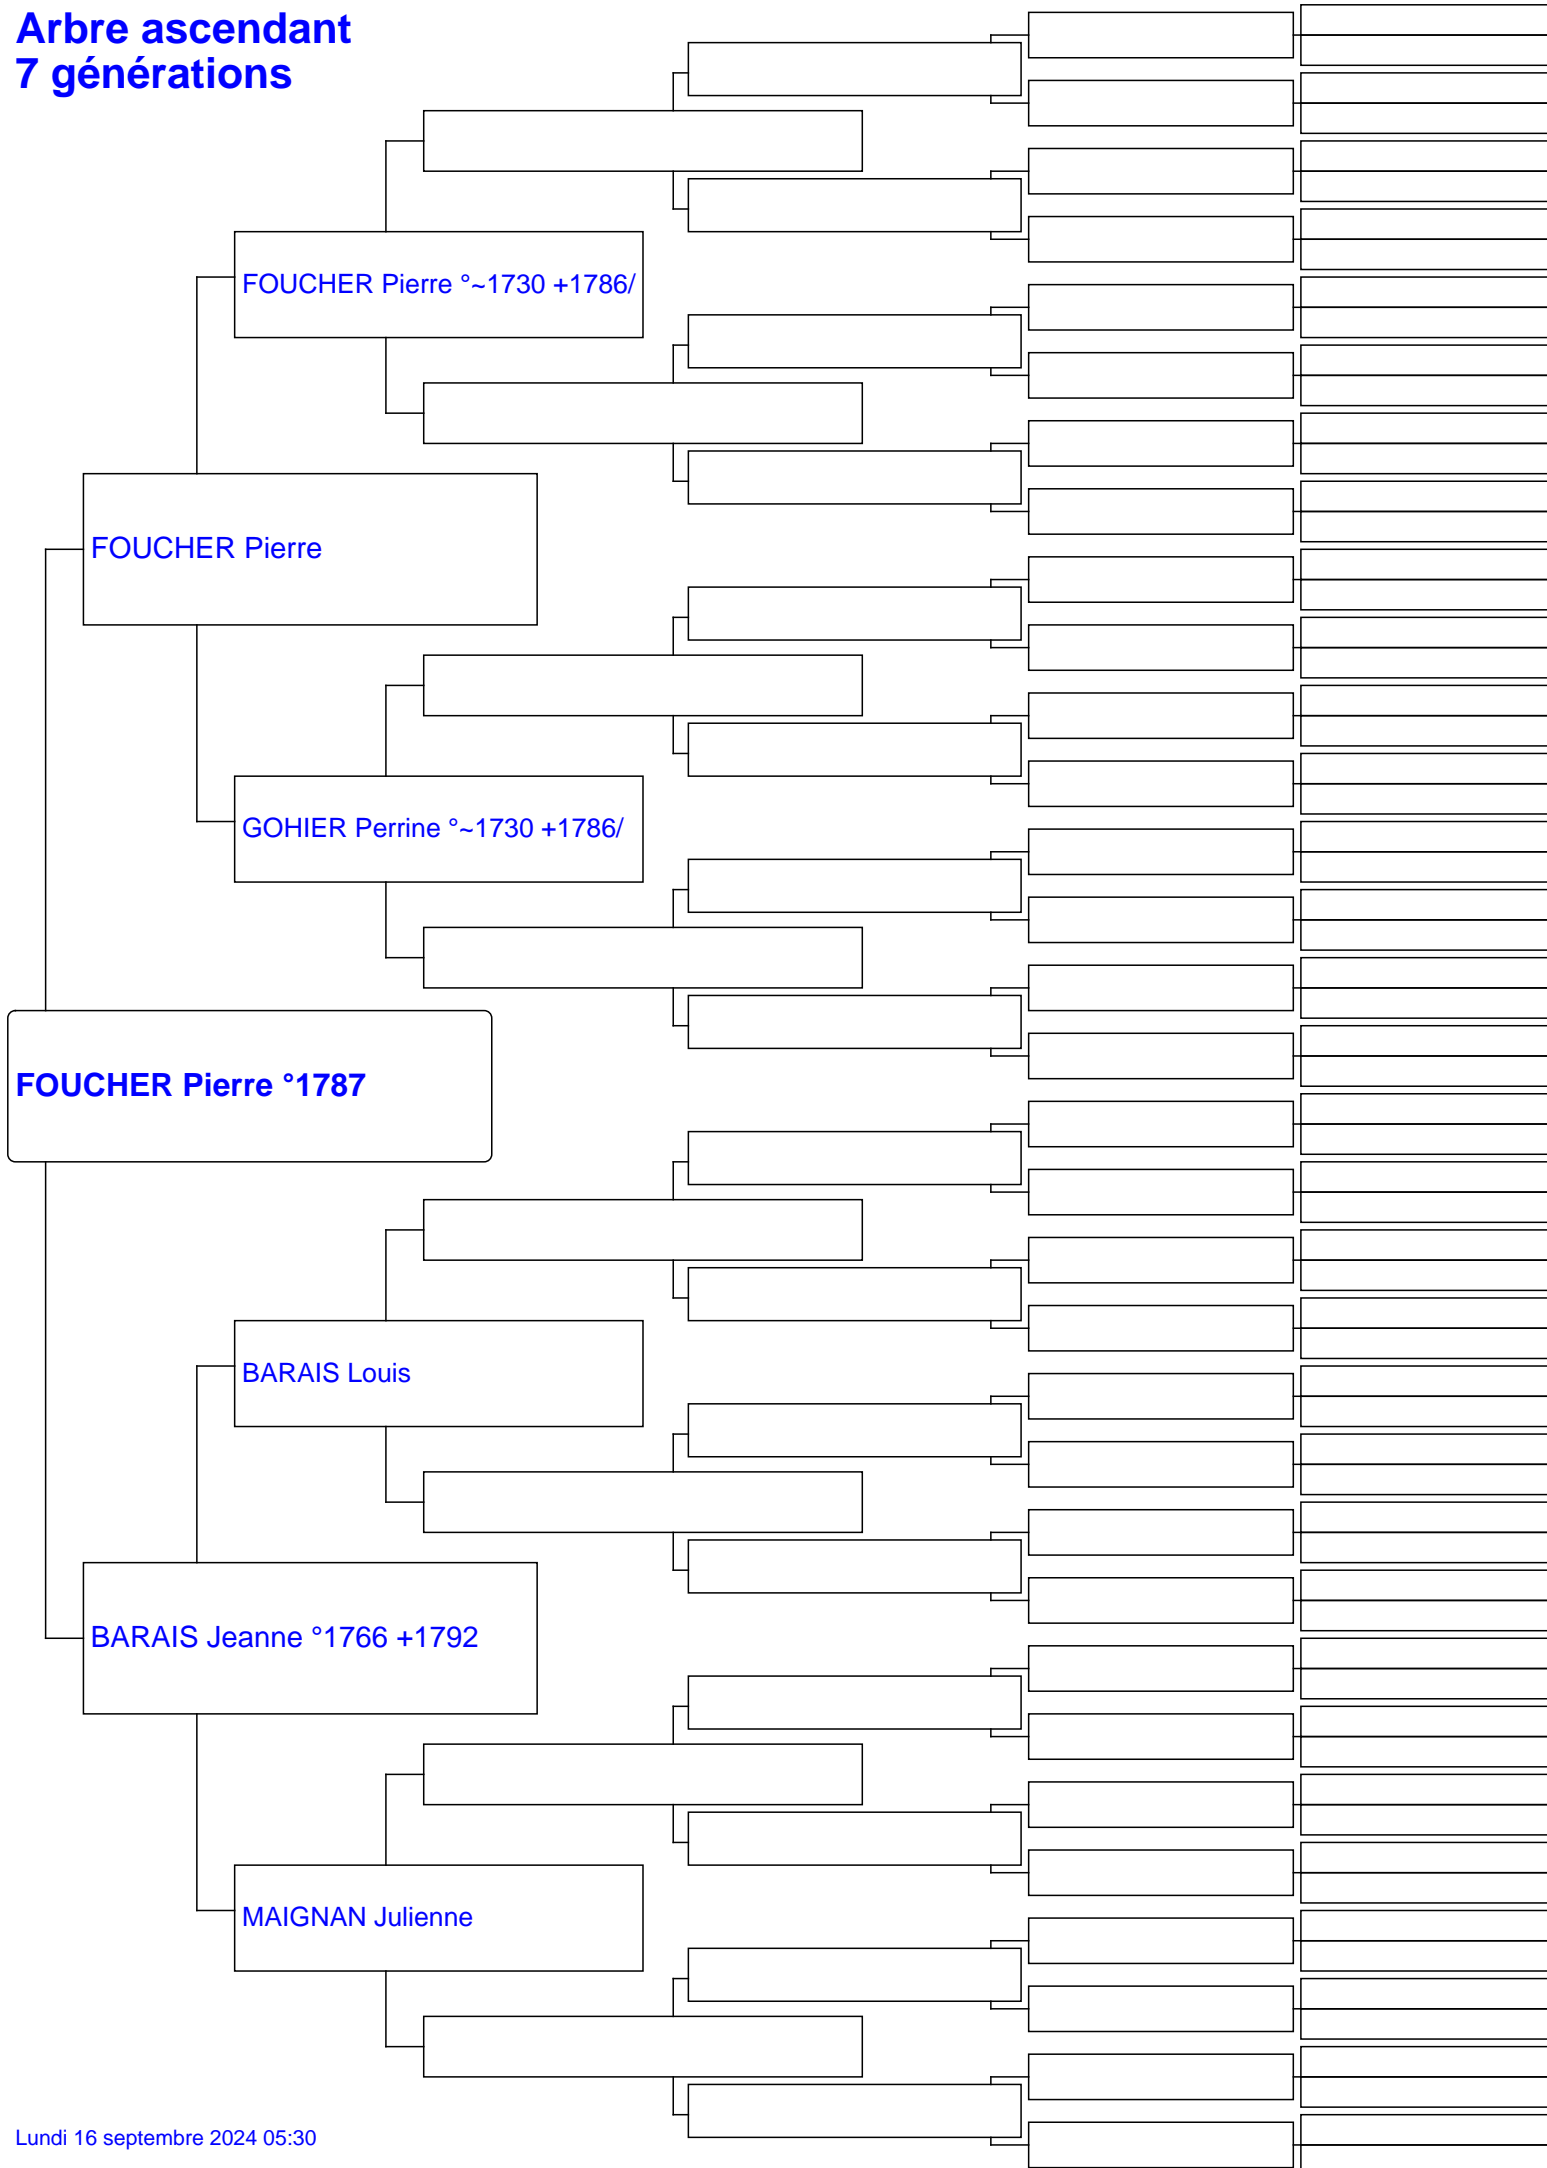 Arbre ascendant
7 générations
FOUCHER Pierre °~1730 +1786/
FOUCHER Pierre
GOHIER Perrine °~1730 +1786/
FOUCHER Pierre °1787
BARAIS Louis
BARAIS Jeanne °1766 +1792
MAIGNAN Julienne
Lundi 16 septembre 2024 05:30